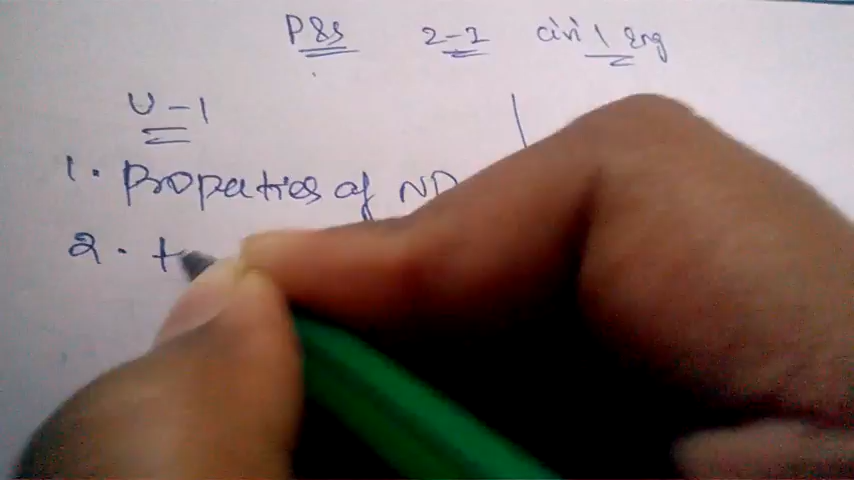 P&S 2-1 civil Eng
U-1
1. Properties of ND
2. t